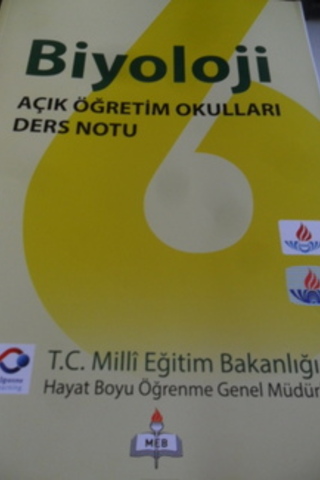 Biyoloji
6
AÇIK ÖĞRETİM OKULLARI
DERS NOTU
T.C. Millî Eğitim Bakanlığı
Hayat Boyu Öğrenme Genel Müdür
MEB